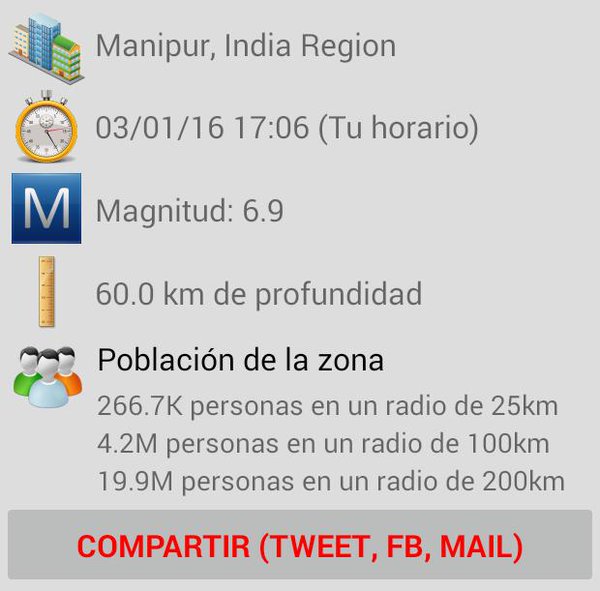 Manipur, India Region
03/01/16 17:06 (Tu horario)
M
Magnitud: 6.9
60.0 km de profundidad
Población de la zona
266.7K personas en un radio de 25km
4.2M personas en un radio de 100km
19.9M personas en un radio de 200km
COMPARTIR (TWEET, FB, MAIL)